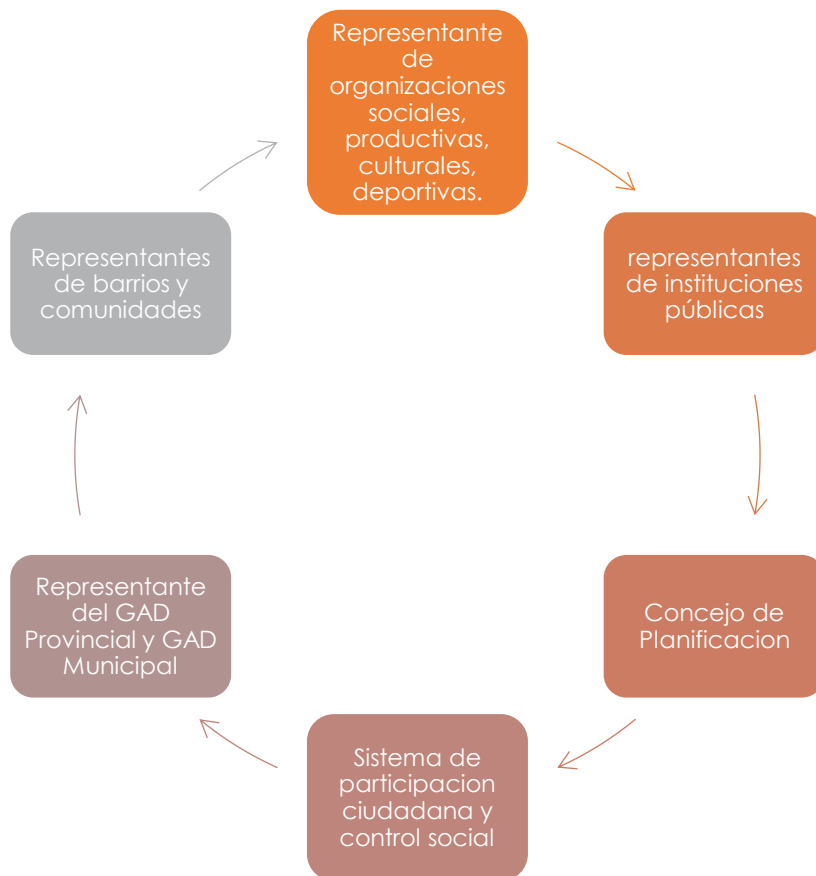 Representante
de
organizaciones
sociales,
productivas,
culturales,
deportivas.
representantes
de instituciones
públicas
Concejo de
Planificacion
Sistema de
participacion
ciudadana y
control social
Representante
del GAD
Provincial y GAD
Municipal
Representantes
de barrios y
comunidades